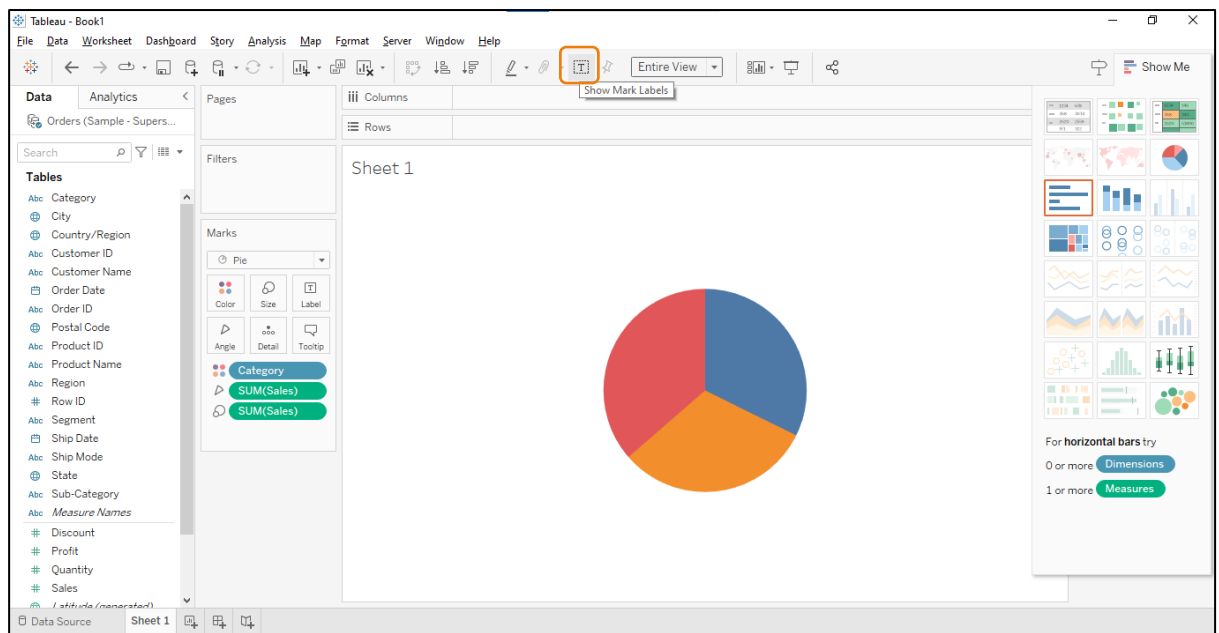 Tableau - Book1
File Data Worksheet Dashboard Story Analysis Map Format Server Window Help
Entire View
Show Me
Show Mark Labels
Data Analytics
Orders (Sample - Supers...
Search
Tables
Abc Category
City
Country/Region
Abc Customer ID
Abc Customer Name
Order Date
Abc Order ID
Postal Code
Abc Product ID
Abc Product Name
Abc Region
# Row ID
Abc Segment
Ship Date
Abc Ship Mode
State
Abc Sub-Category
Abc Measure Names
# Discount
# Profit
# Quantity
# Sales
Latitude (generated)
Pages
Filters
Marks
Pie
Color Size Label
Angle Detail Tooltip
Category
SUM(Sales)
SUM(Sales)
Columns
Rows
Sheet 1
For horizontal bars try
0 or more Dimensions
1 or more Measures
Data Source Sheet 1